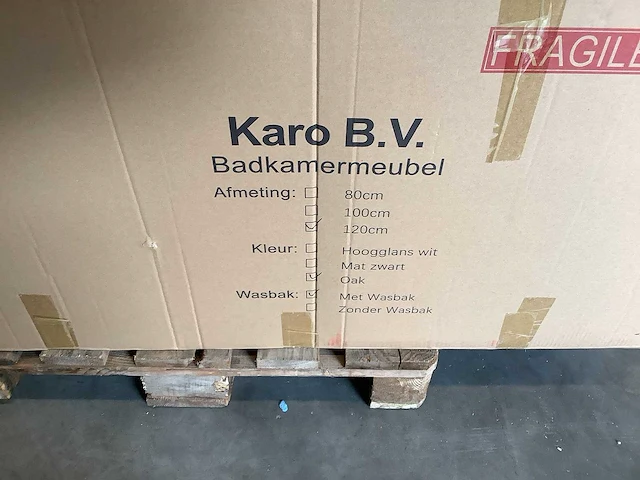 FRAGILE
Karo B.V.
Badkamermeubel
Afmeting: 80cm
100cm
120cm
Kleur: Hoogglans wit
Mat zwart
Oak
Wasbak: Met Wasbak
Zonder Wasbak